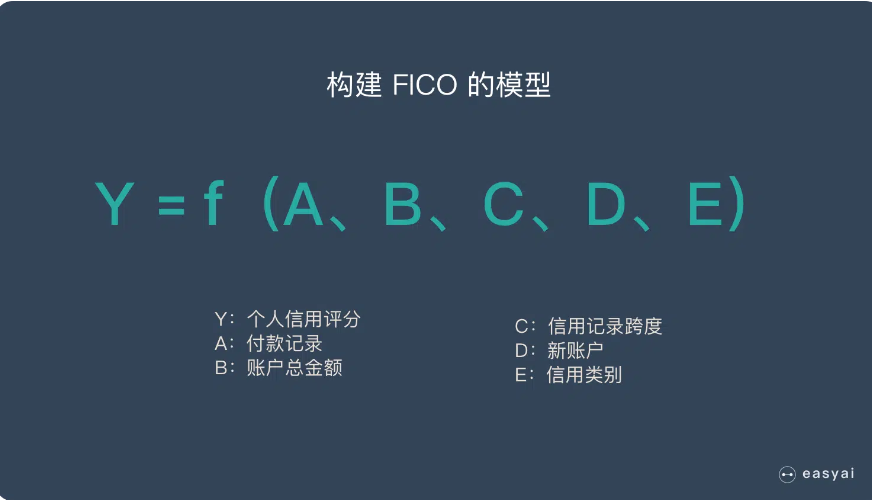 构建 FICO 的模型
Y = f（A、B、C、D、E）
Y：个人信用评分
A：付款记录
B：账户总金额
C：信用记录跨度
D：新账户
E：信用类别
easyai